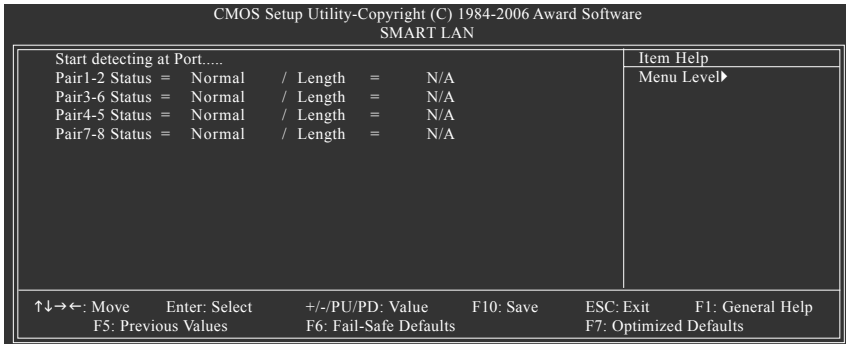 CMOS Setup Utility-Copyright (C) 1984-2006 Award Software
SMART LAN
Start detecting at Port.....
Pair1-2 Status = Normal / Length = N/A
Pair3-6 Status = Normal / Length = N/A
Pair4-5 Status = Normal / Length = N/A
Pair7-8 Status = Normal / Length = N/A
Item Help
Menu Level▶
↑↓→←: Move Enter: Select +/-/PU/PD: Value F10: Save ESC: Exit F1: General Help
F5: Previous Values F6: Fail-Safe Defaults F7: Optimized Defaults